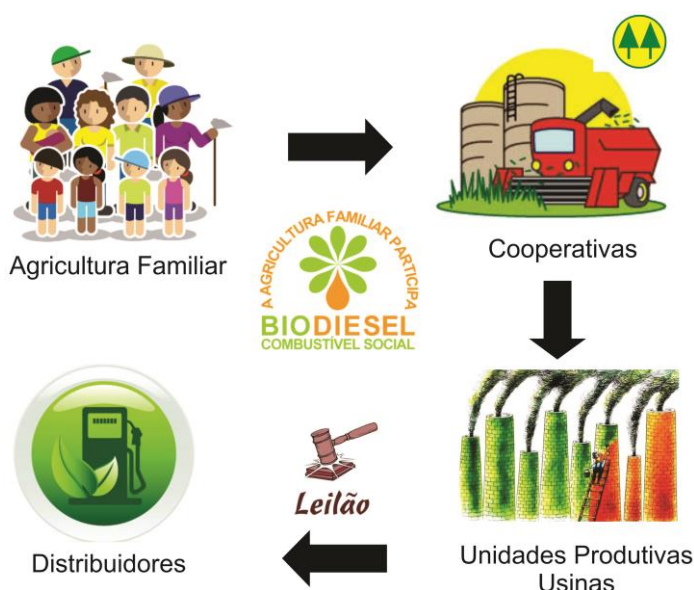 Agricultura Familiar
Cooperativas
A AGRICULTURA FAMILIAR PARTICIPA
BIODIESEL
COMBUSTÍVEL SOCIAL
Leilão
Distribuidores
Unidades Produtivas
Usinas